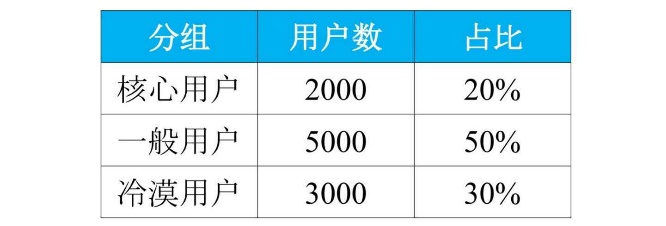 分组 用户数 占比
核心用户 2000 20%
一般用户 5000 50%
冷漠用户 3000 30%